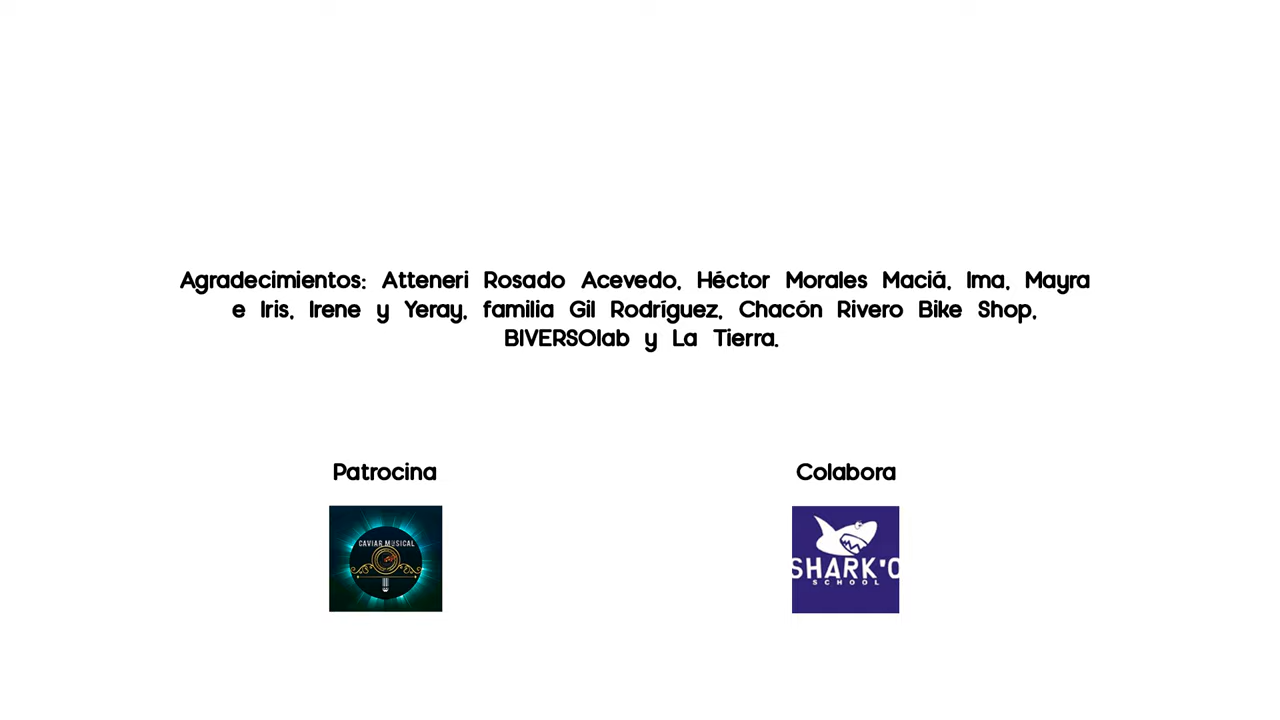 Agradecimientos: Atteneri Rosado Acevedo, Héctor Morales Maciá, Ima, Mayra
e Iris, Irene y Yeray, familia Gil Rodríguez, Chacón Rivero Bike Shop,
BIVERSOlab y La Tierra.
Patrocina
Colabora
CAVIAR MUSICAL
SHARK'O
SCHOOL